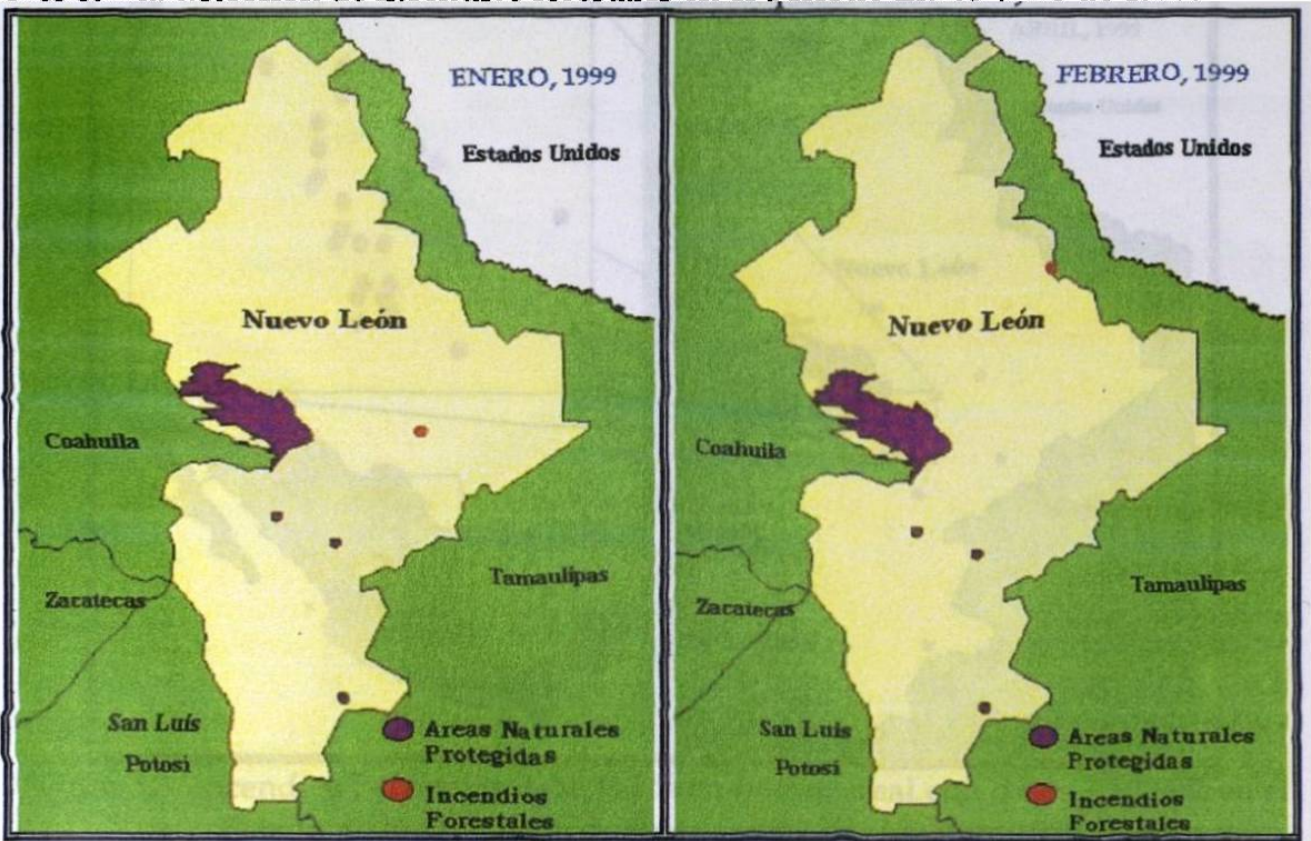 ENERO, 1999
Estados Unidos
Nuevo León
Coahuila
Tamaulipas
Zacatecas
San Luís
Potosi
Areas Naturales
Protegidas
Incendios
Forestales
FEBRERO, 1999
Estados Unidos
Nuevo León
Coahuila
Tamaulipas
Zacatecas
San Luis
Potosi
Areas Naturales
Protegidas
Incendios
Forestales